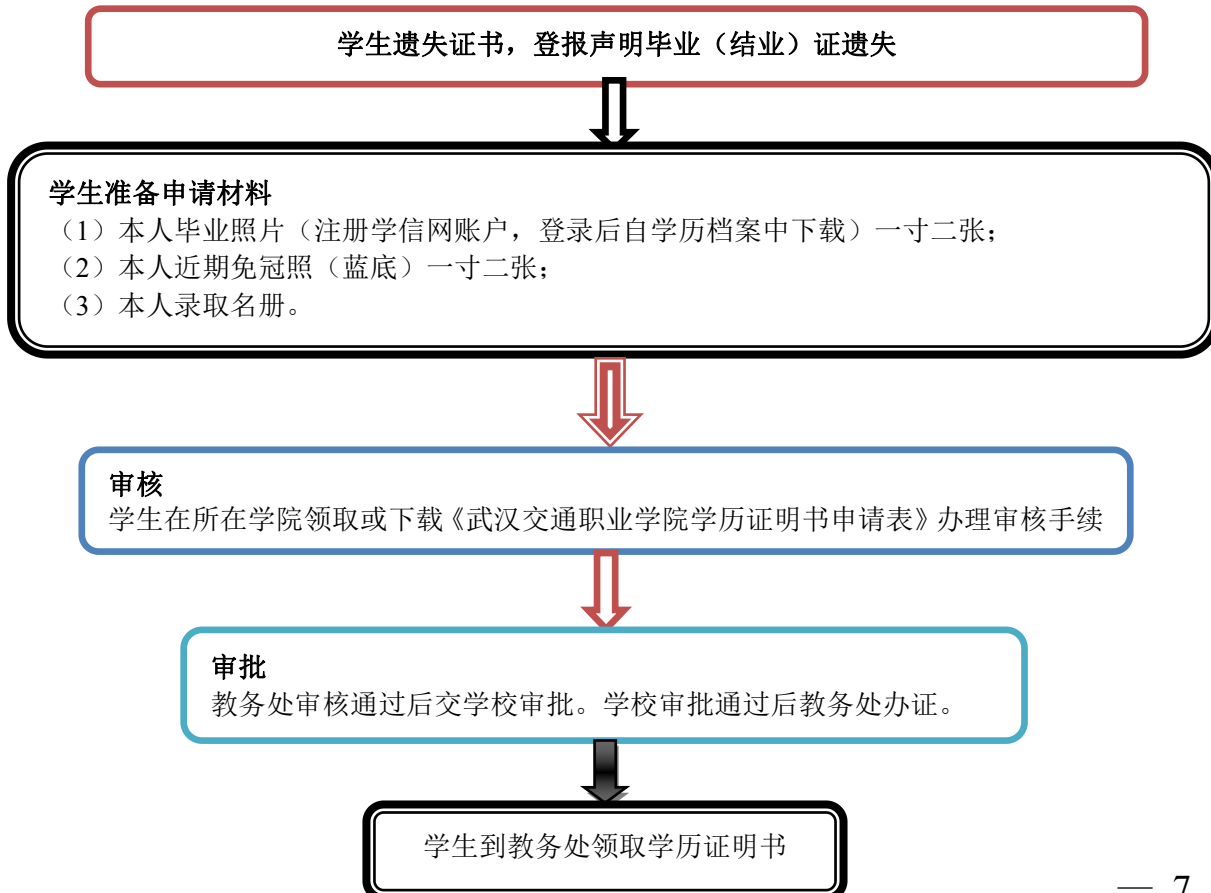 学生遗失证书，登报声明毕业（结业）证遗失
学生准备申请材料
（1）本人毕业照片（注册学信网账户，登录后自学历档案中下载）一寸二张；
（2）本人近期免冠照（蓝底）一寸二张；
（3）本人录取名册。
审核
学生在所在学院领取或下载《武汉交通职业学院学历证明书申请表》办理审核手续
审批
教务处审核通过后交学校审批。学校审批通过后教务处办证。
学生到教务处领取学历证明书
— 7